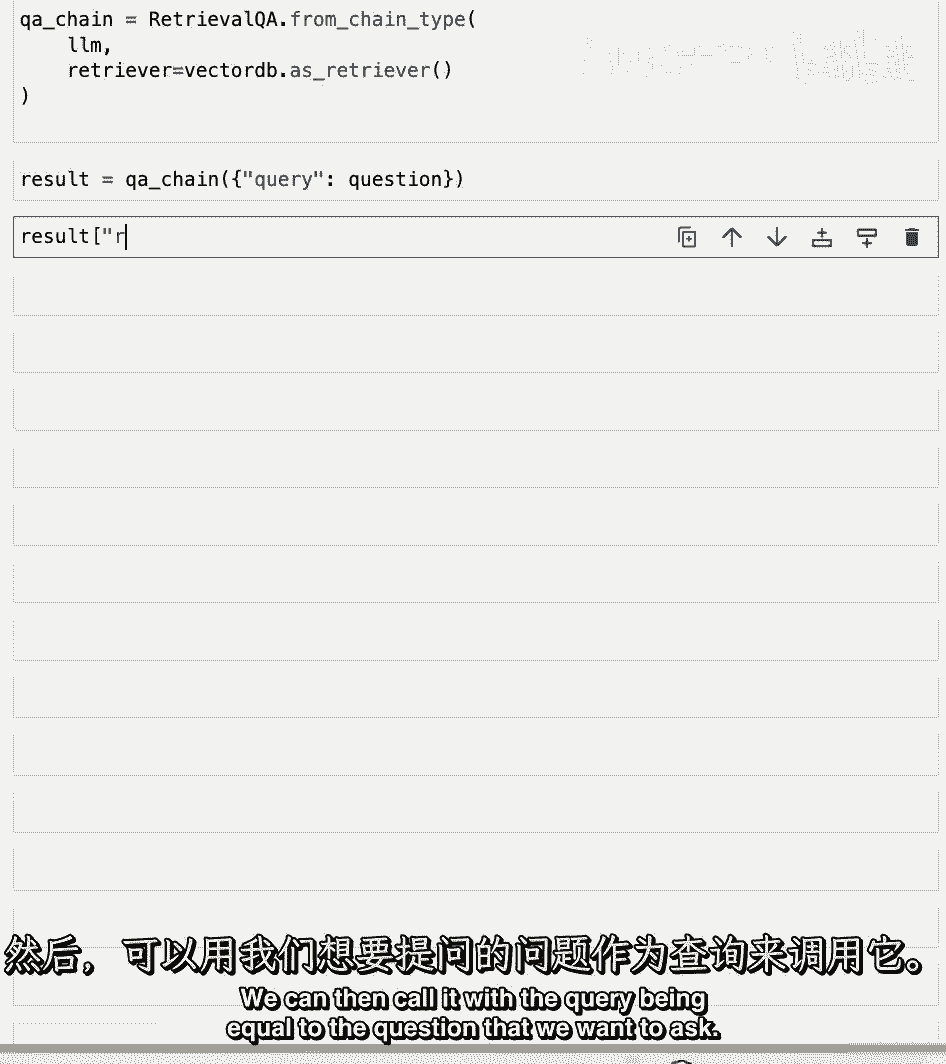 qa_chain = RetrievalQA.from_chain_type(
    llm,
    retriever=vectordb.as_retriever()
)
result = qa_chain({"query": question})
result["r
然后，可以用我们想要提问的问题作为查询来调用它。
We can then call it with the query being
equal to the question that we want to ask.